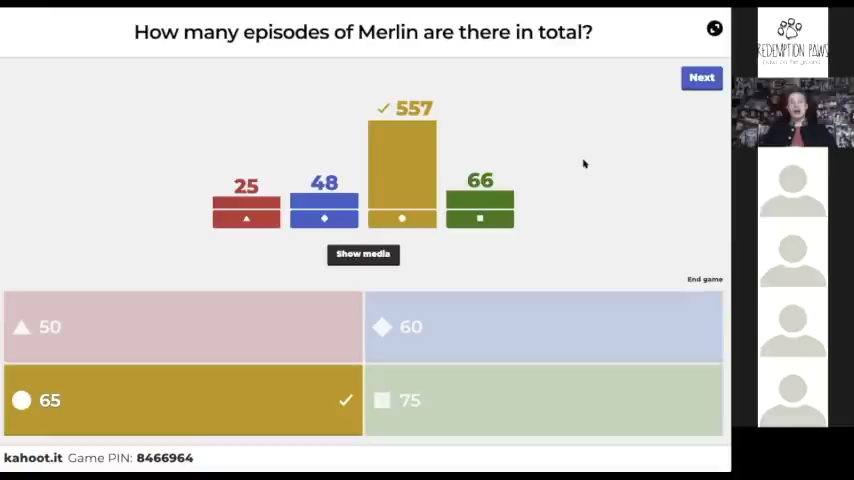 How many episodes of Merlin are there in total?
REDEMPTION PAWS
Next
557
25
48
66
Show media
End game
50
60
65
75
kahoot.it Game PIN: 8466964